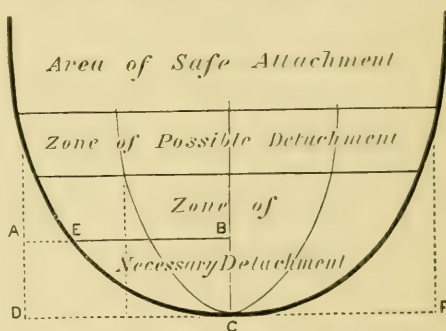 Area of Safe Attachment
Zone of Possible Detachment
Zone of
A E B
Necessary Detachment
D C F